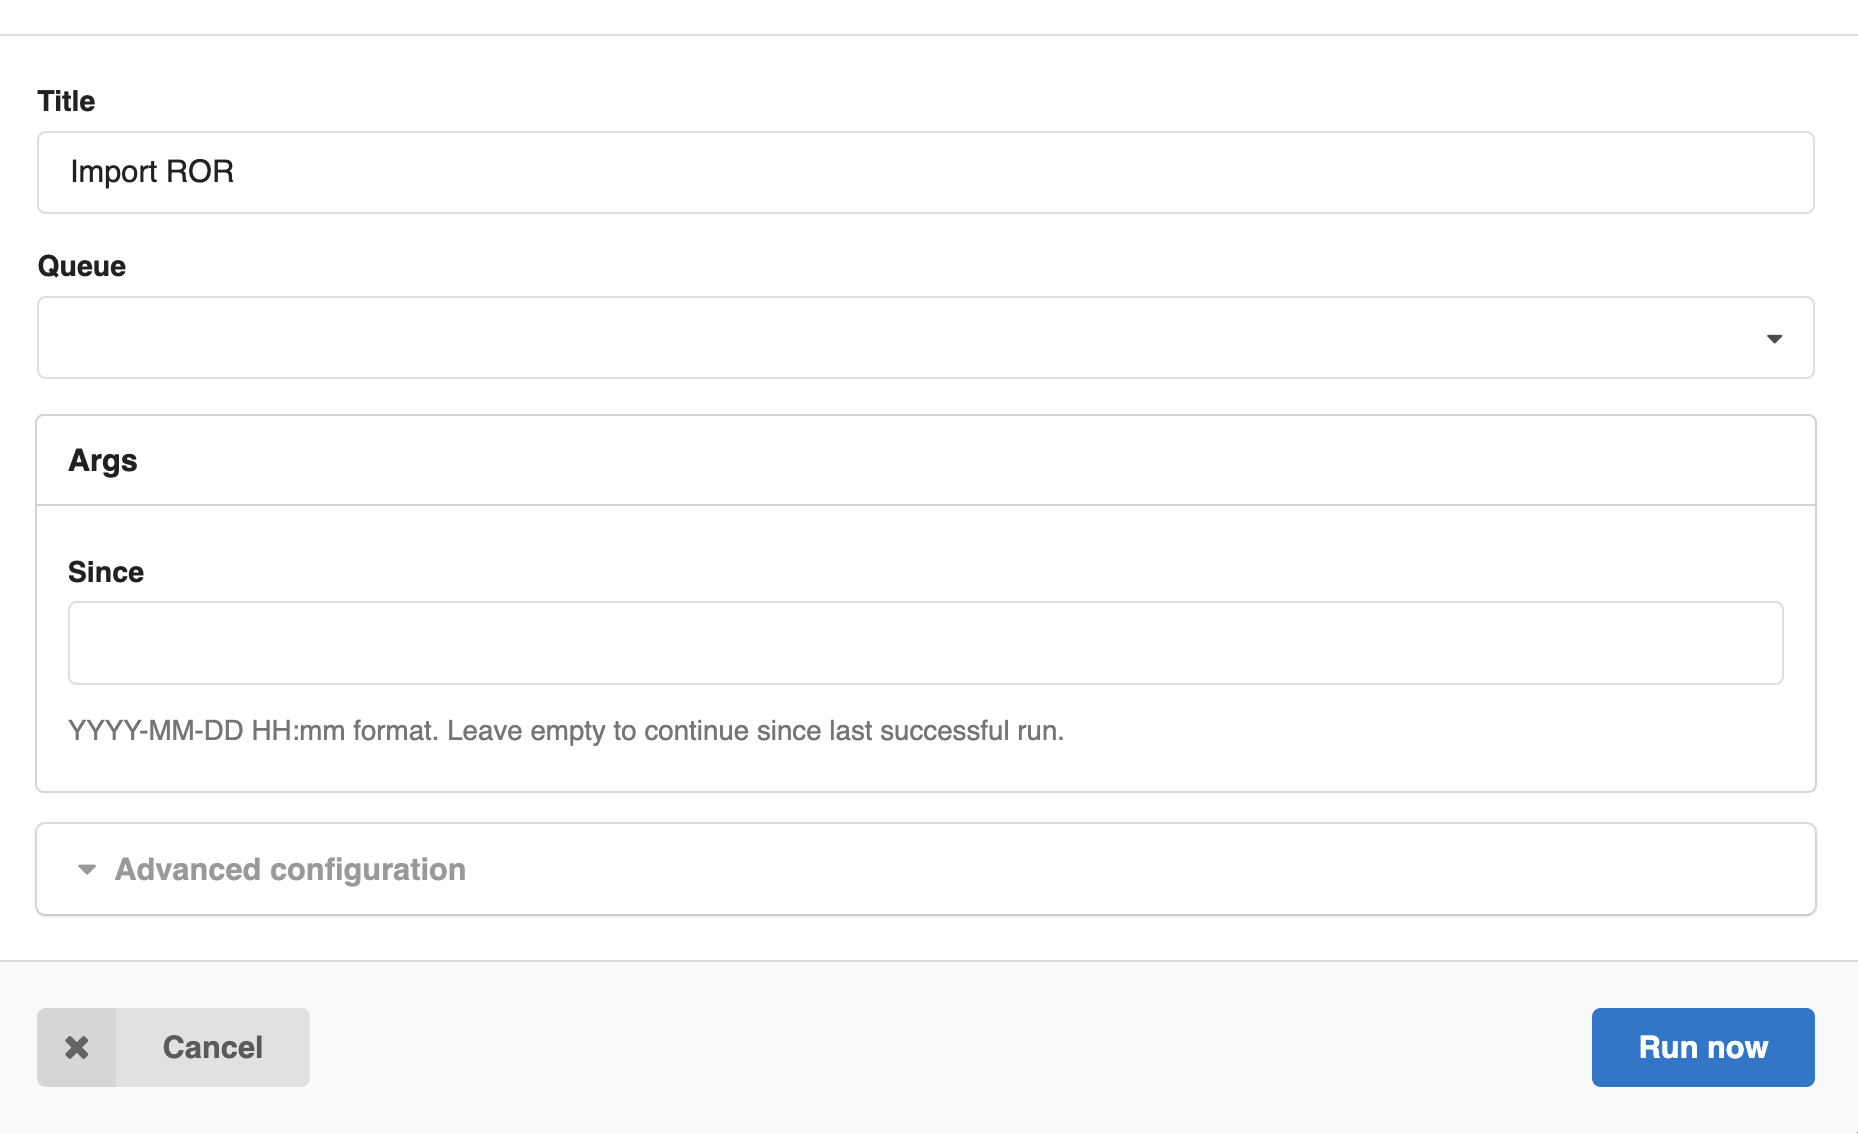 Title
Import ROR
Queue
Args
Since
YYYY-MM-DD HH:mm format. Leave empty to continue since last successful run.
Advanced configuration
Cancel
Run now